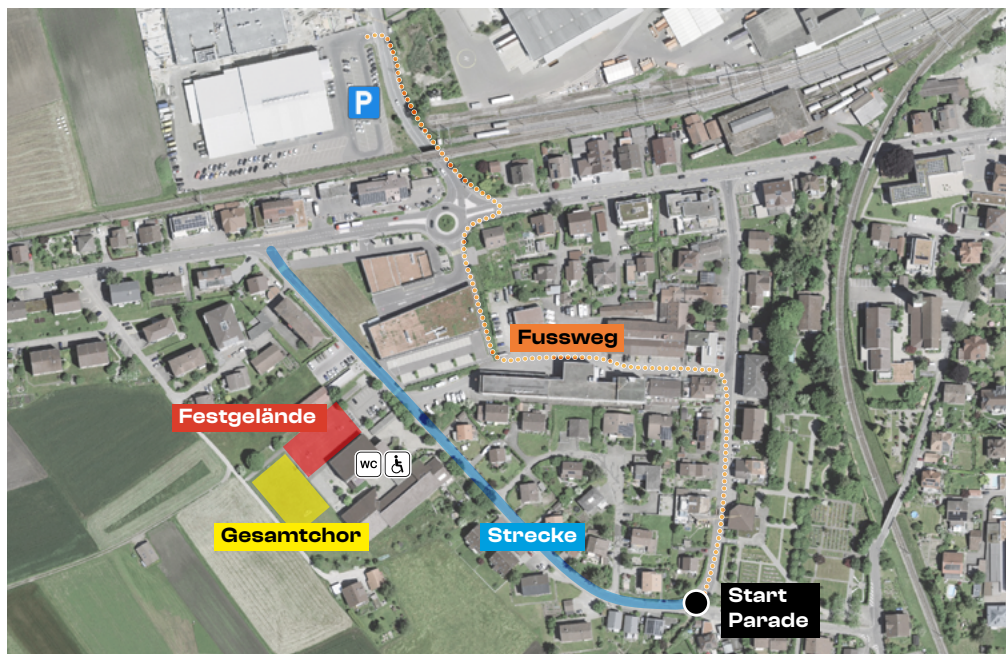 P
Fussweg
Festgelände
WC
Gesamtchor
Strecke
Start
Parade